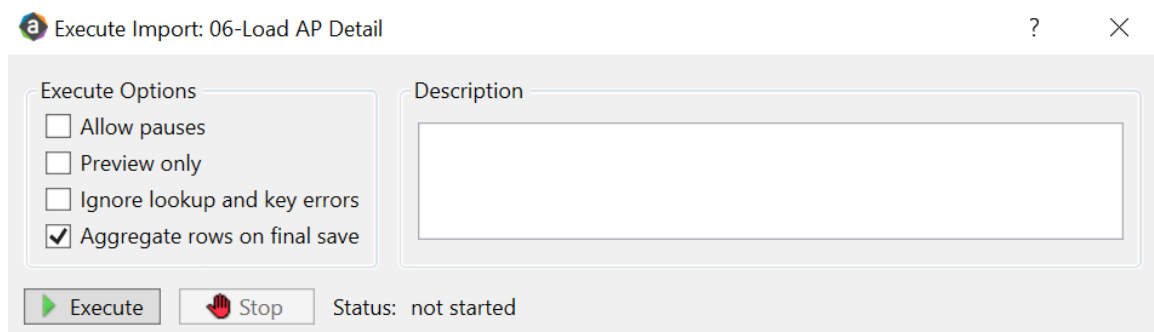 Execute Import: 06-Load AP Detail
?
Execute Options
Allow pauses
Preview only
Ignore lookup and key errors
Aggregate rows on final save
Description
Execute
Stop
Status: not started